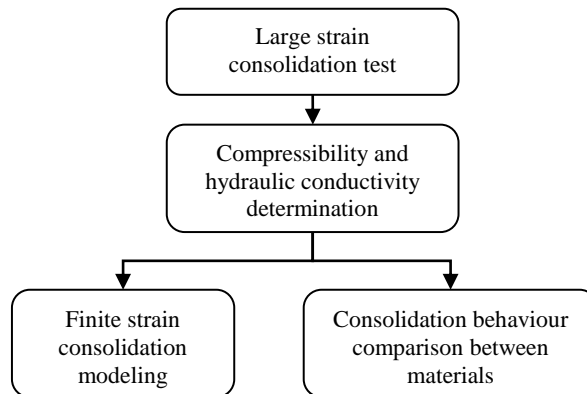 Large strain
consolidation test
Compressibility and
hydraulic conductivity
determination
Finite strain
consolidation
modeling
Consolidation behaviour
comparison between
materials